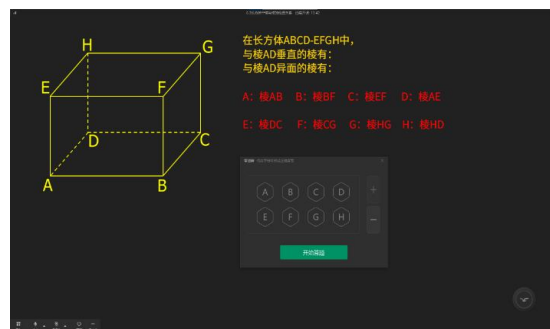 H
G
在长方体ABCD-EFGH中，
与棱AD垂直的棱有：
与棱AD异面的棱有：
E
F
A：棱AB B：棱BF C：棱EF D：棱AE
E：棱DC F：棱CG G：棱HG H：棱HD
D
C
A
B
A B C D
E F G H
开始答题